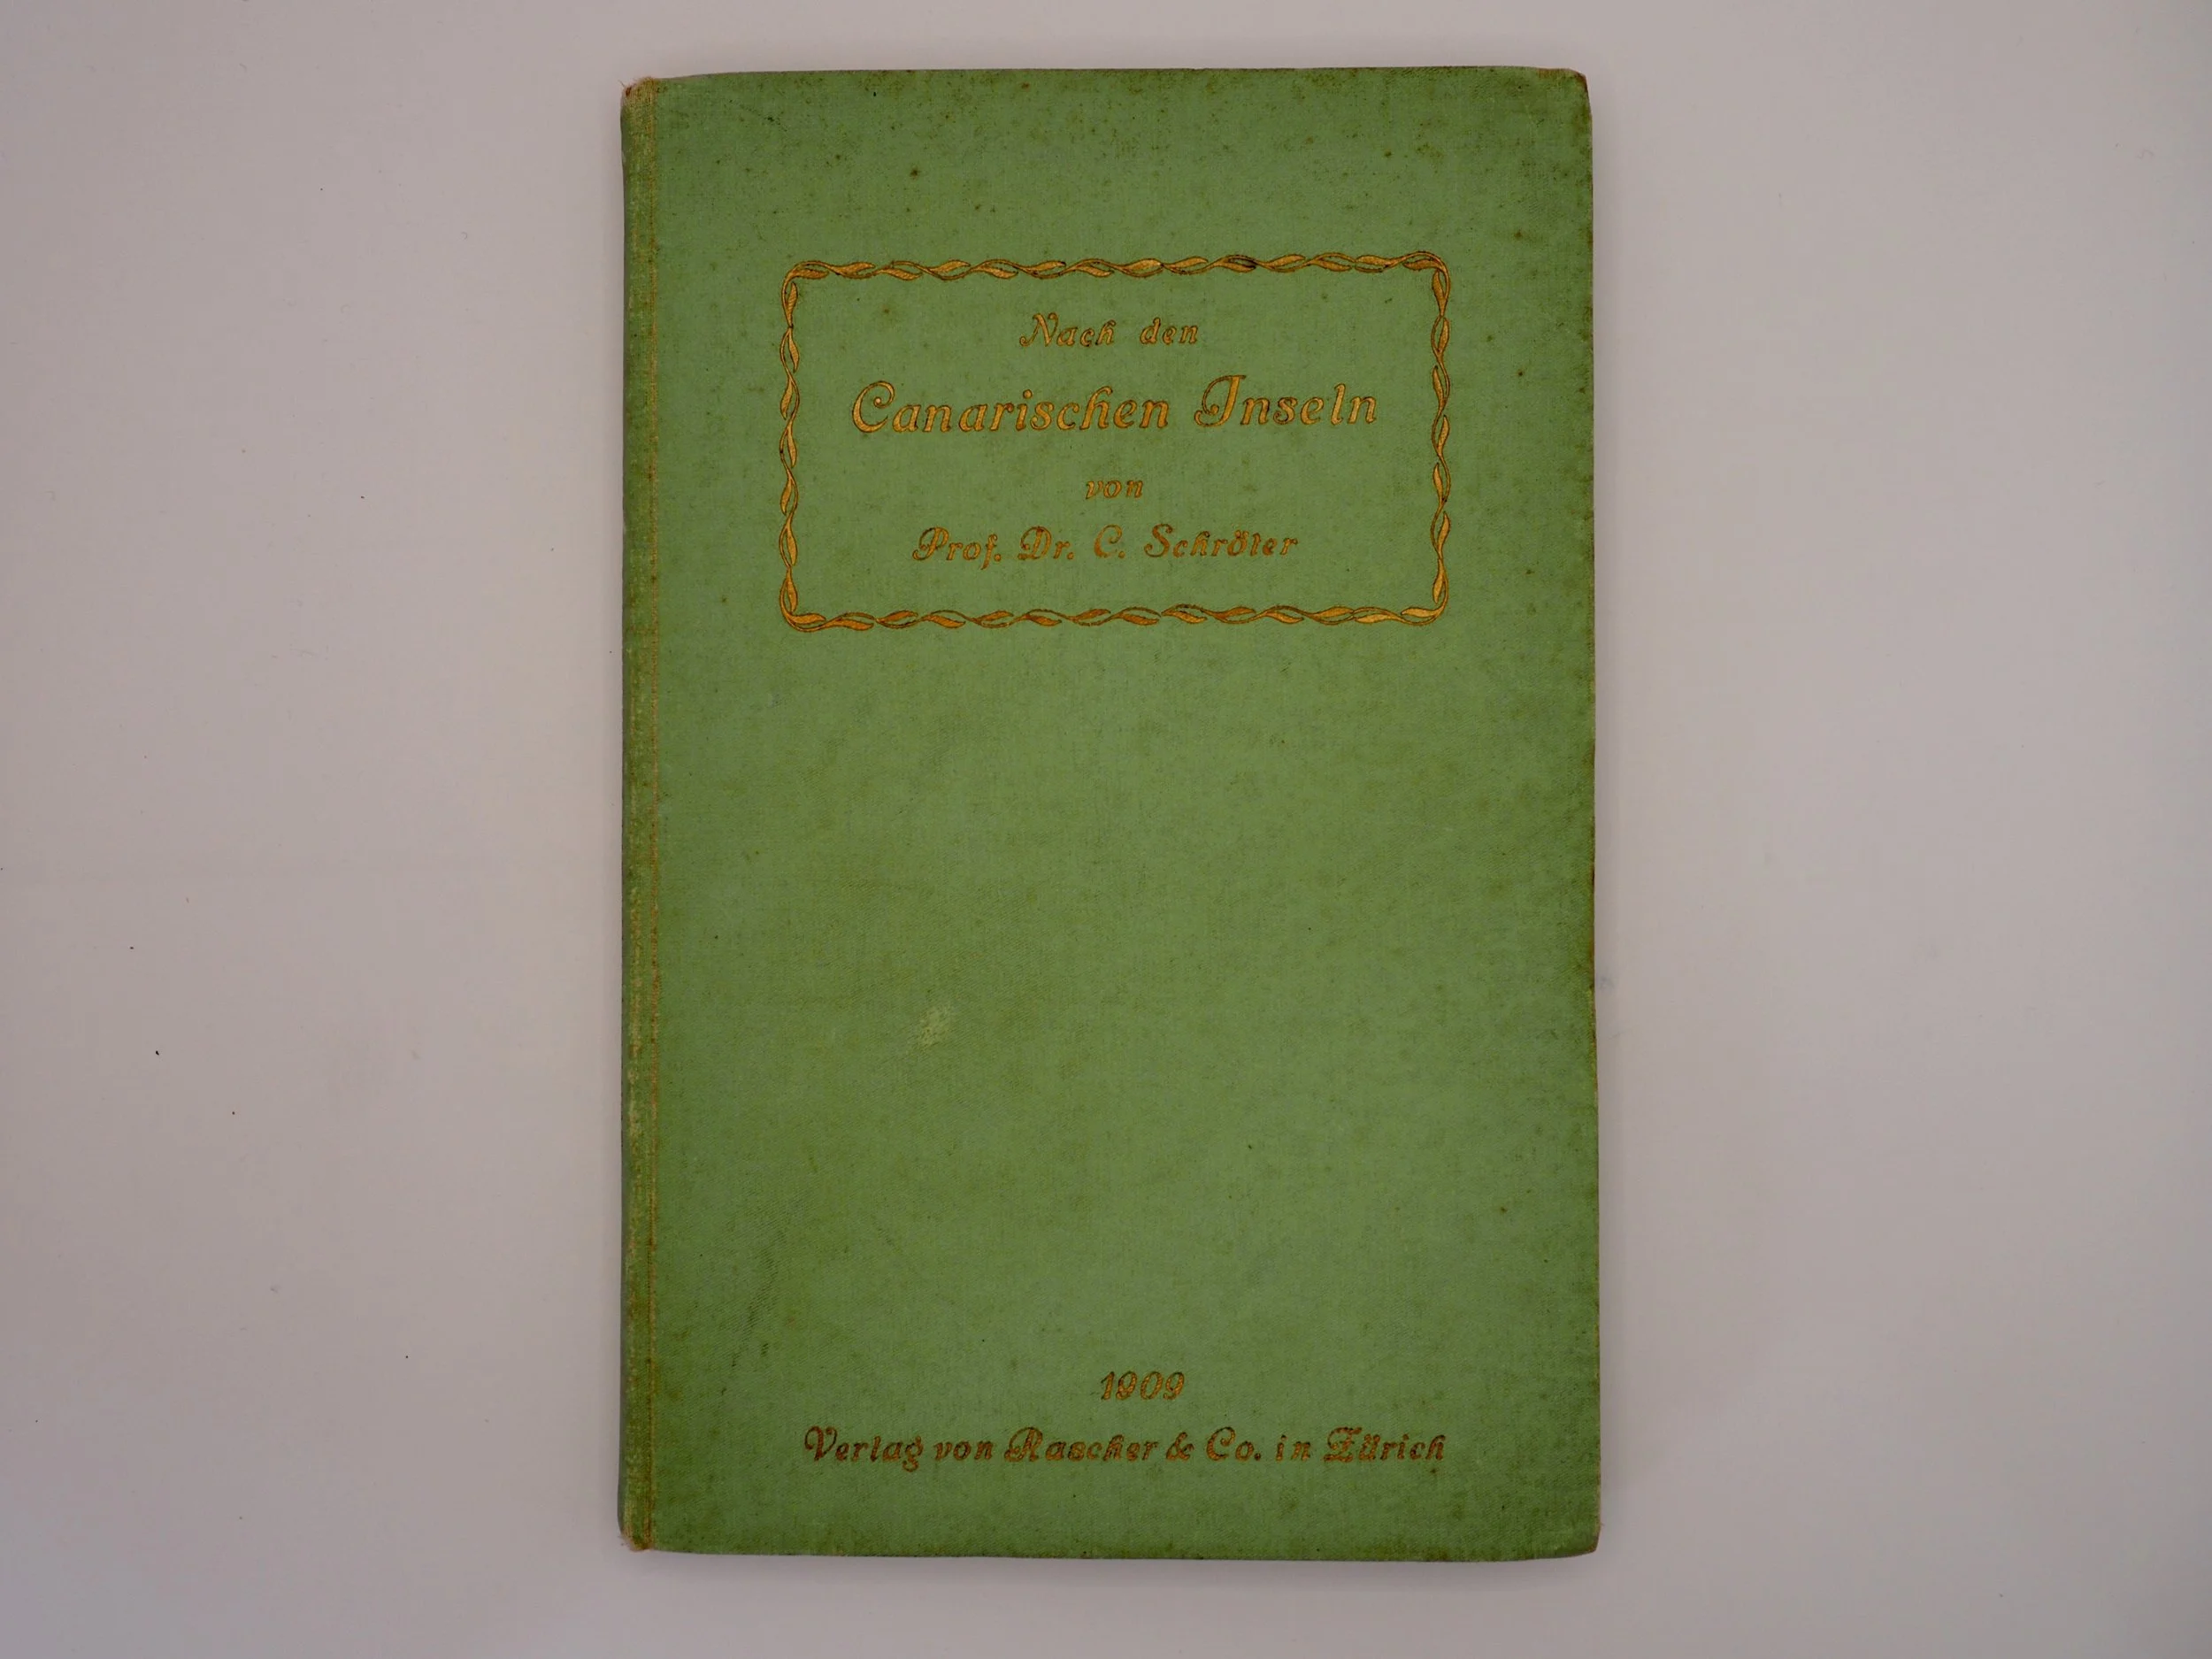 Nach den
Canarischen Inseln
von
Prof. Dr. C. Schröter
1909
Verlag von Rascher & Co. in Zürich